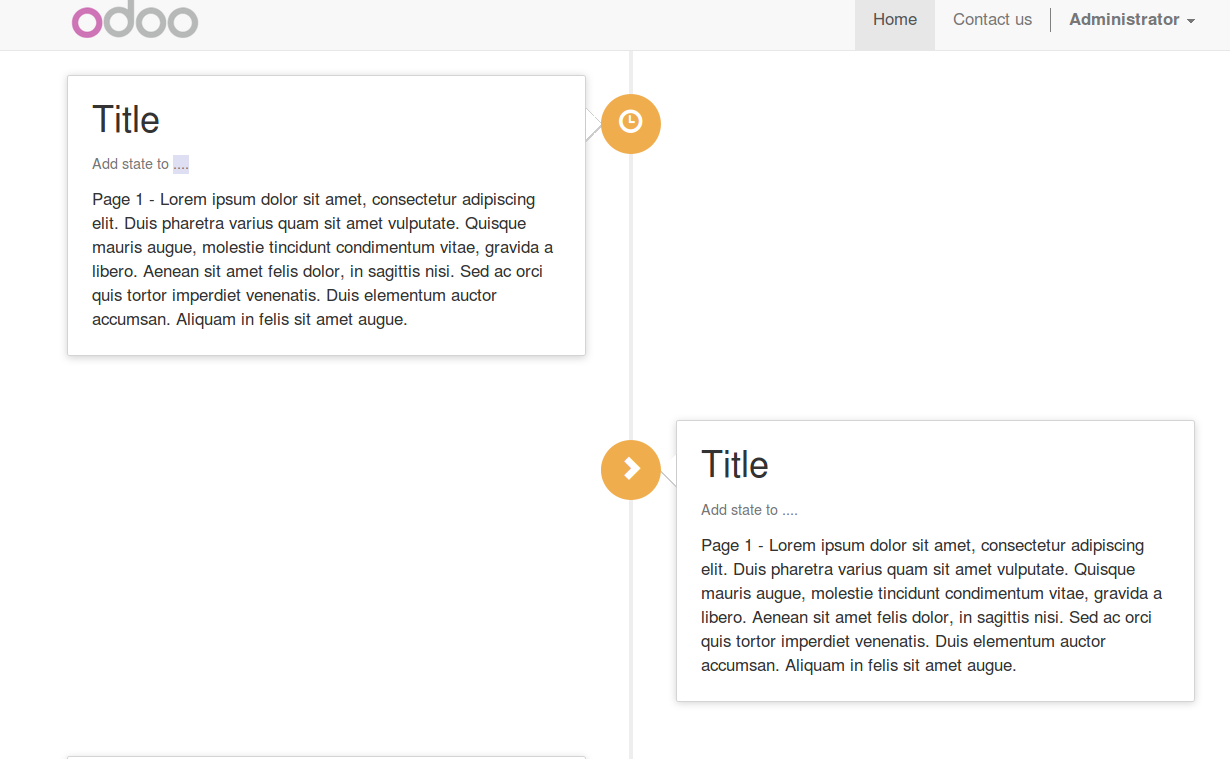 odoo
Home
Contact us
Administrator
Title
Add state to ....
Page 1 - Lorem ipsum dolor sit amet, consectetur adipiscing
elit. Duis pharetra varius quam sit amet vulputate. Quisque
mauris augue, molestie tincidunt condimentum vitae, gravida a
libero. Aenean sit amet felis dolor, in sagittis nisi. Sed ac orci
quis tortor imperdiet venenatis. Duis elementum auctor
accumsan. Aliquam in felis sit amet augue.
Title
Add state to ....
Page 1 - Lorem ipsum dolor sit amet, consectetur adipiscing
elit. Duis pharetra varius quam sit amet vulputate. Quisque
mauris augue, molestie tincidunt condimentum vitae, gravida a
libero. Aenean sit amet felis dolor, in sagittis nisi. Sed ac orci
quis tortor imperdiet venenatis. Duis elementum auctor
accumsan. Aliquam in felis sit amet augue.